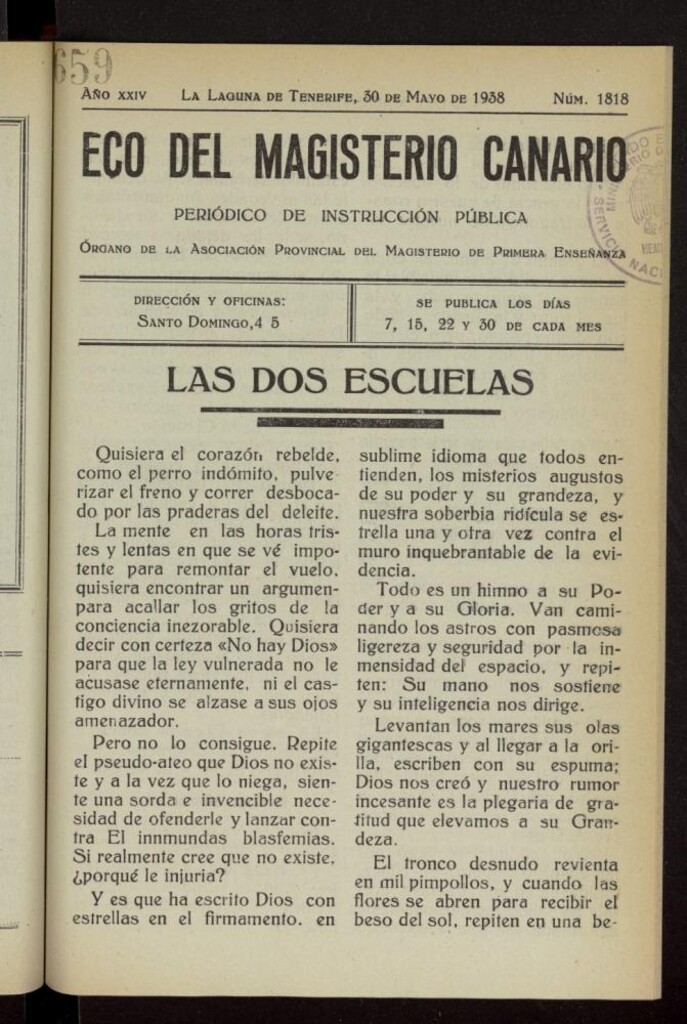 659
AÑO XXIV LA LAGUNA DE TENERIFE, 30 DE MAYO DE 1938 NÚM. 1818
ECO DEL MAGISTERIO CANARIO
PERIÓDICO DE INSTRUCCIÓN PÚBLICA
ÓRGANO DE LA ASOCIACIÓN PROVINCIAL DEL MAGISTERIO DE PRIMERA ENSEÑANZA
DIRECCIÓN Y OFICINAS:
SANTO DOMINGO,4 5
SE PUBLICA LOS DÍAS
7, 15, 22 Y 30 DE CADA MES
LAS DOS ESCUELAS
Quisiera el corazón rebelde,
como el perro indómito, pulve-
rizar el freno y correr desboca-
do por las praderas del deleite.
La mente en las horas tris-
tes y lentas en que se vé impo-
tente para remontar el vuelo,
quisiera encontrar un argumen-
para acallar los gritos de la
conciencia inezorable. Quisiera
decir con certeza «No hay Dios»
para que la ley vulnerada no le
acusase eternamente, ni el cas-
tigo divino se alzase a sus ojos
amenazador.
Pero no lo consigue. Repite
el pseudo-ateo que Dios no exis-
te y a la vez que lo niega, sien-
te una sorda e invencible nece-
sidad de ofenderle y lanzar con-
tra El innmundas blasfemias.
Si realmente cree que no existe,
¿porqué le injuria?
Y es que ha escrito Dios con
estrellas en el firmamento, en
sublime idioma que todos en-
tienden, los misterios augustos
de su poder y su grandeza, y
nuestra soberbia ridícula se es-
trella una y otra vez contra el
muro inquebrantable de la evi-
dencia.
Todo es un himno a su Po-
der y a su Gloria. Van cami-
nando los astros con pasmosa
ligereza y seguridad por la in-
mensidad del espacio, y repi-
ten: Su mano nos sostiene
y su inteligencia nos dirige.
Levantan los mares sus olas
gigantescas y al llegar a la ori-
lla, escriben con su espuma;
Dios nos creó y nuestro rumor
incesante es la plegaria de gra-
titud que elevamos a su Gran-
deza.
El tronco desnudo revienta
en mil pimpollos, y cuando las
flores se abren para recibir el
beso del sol, repiten en una be-